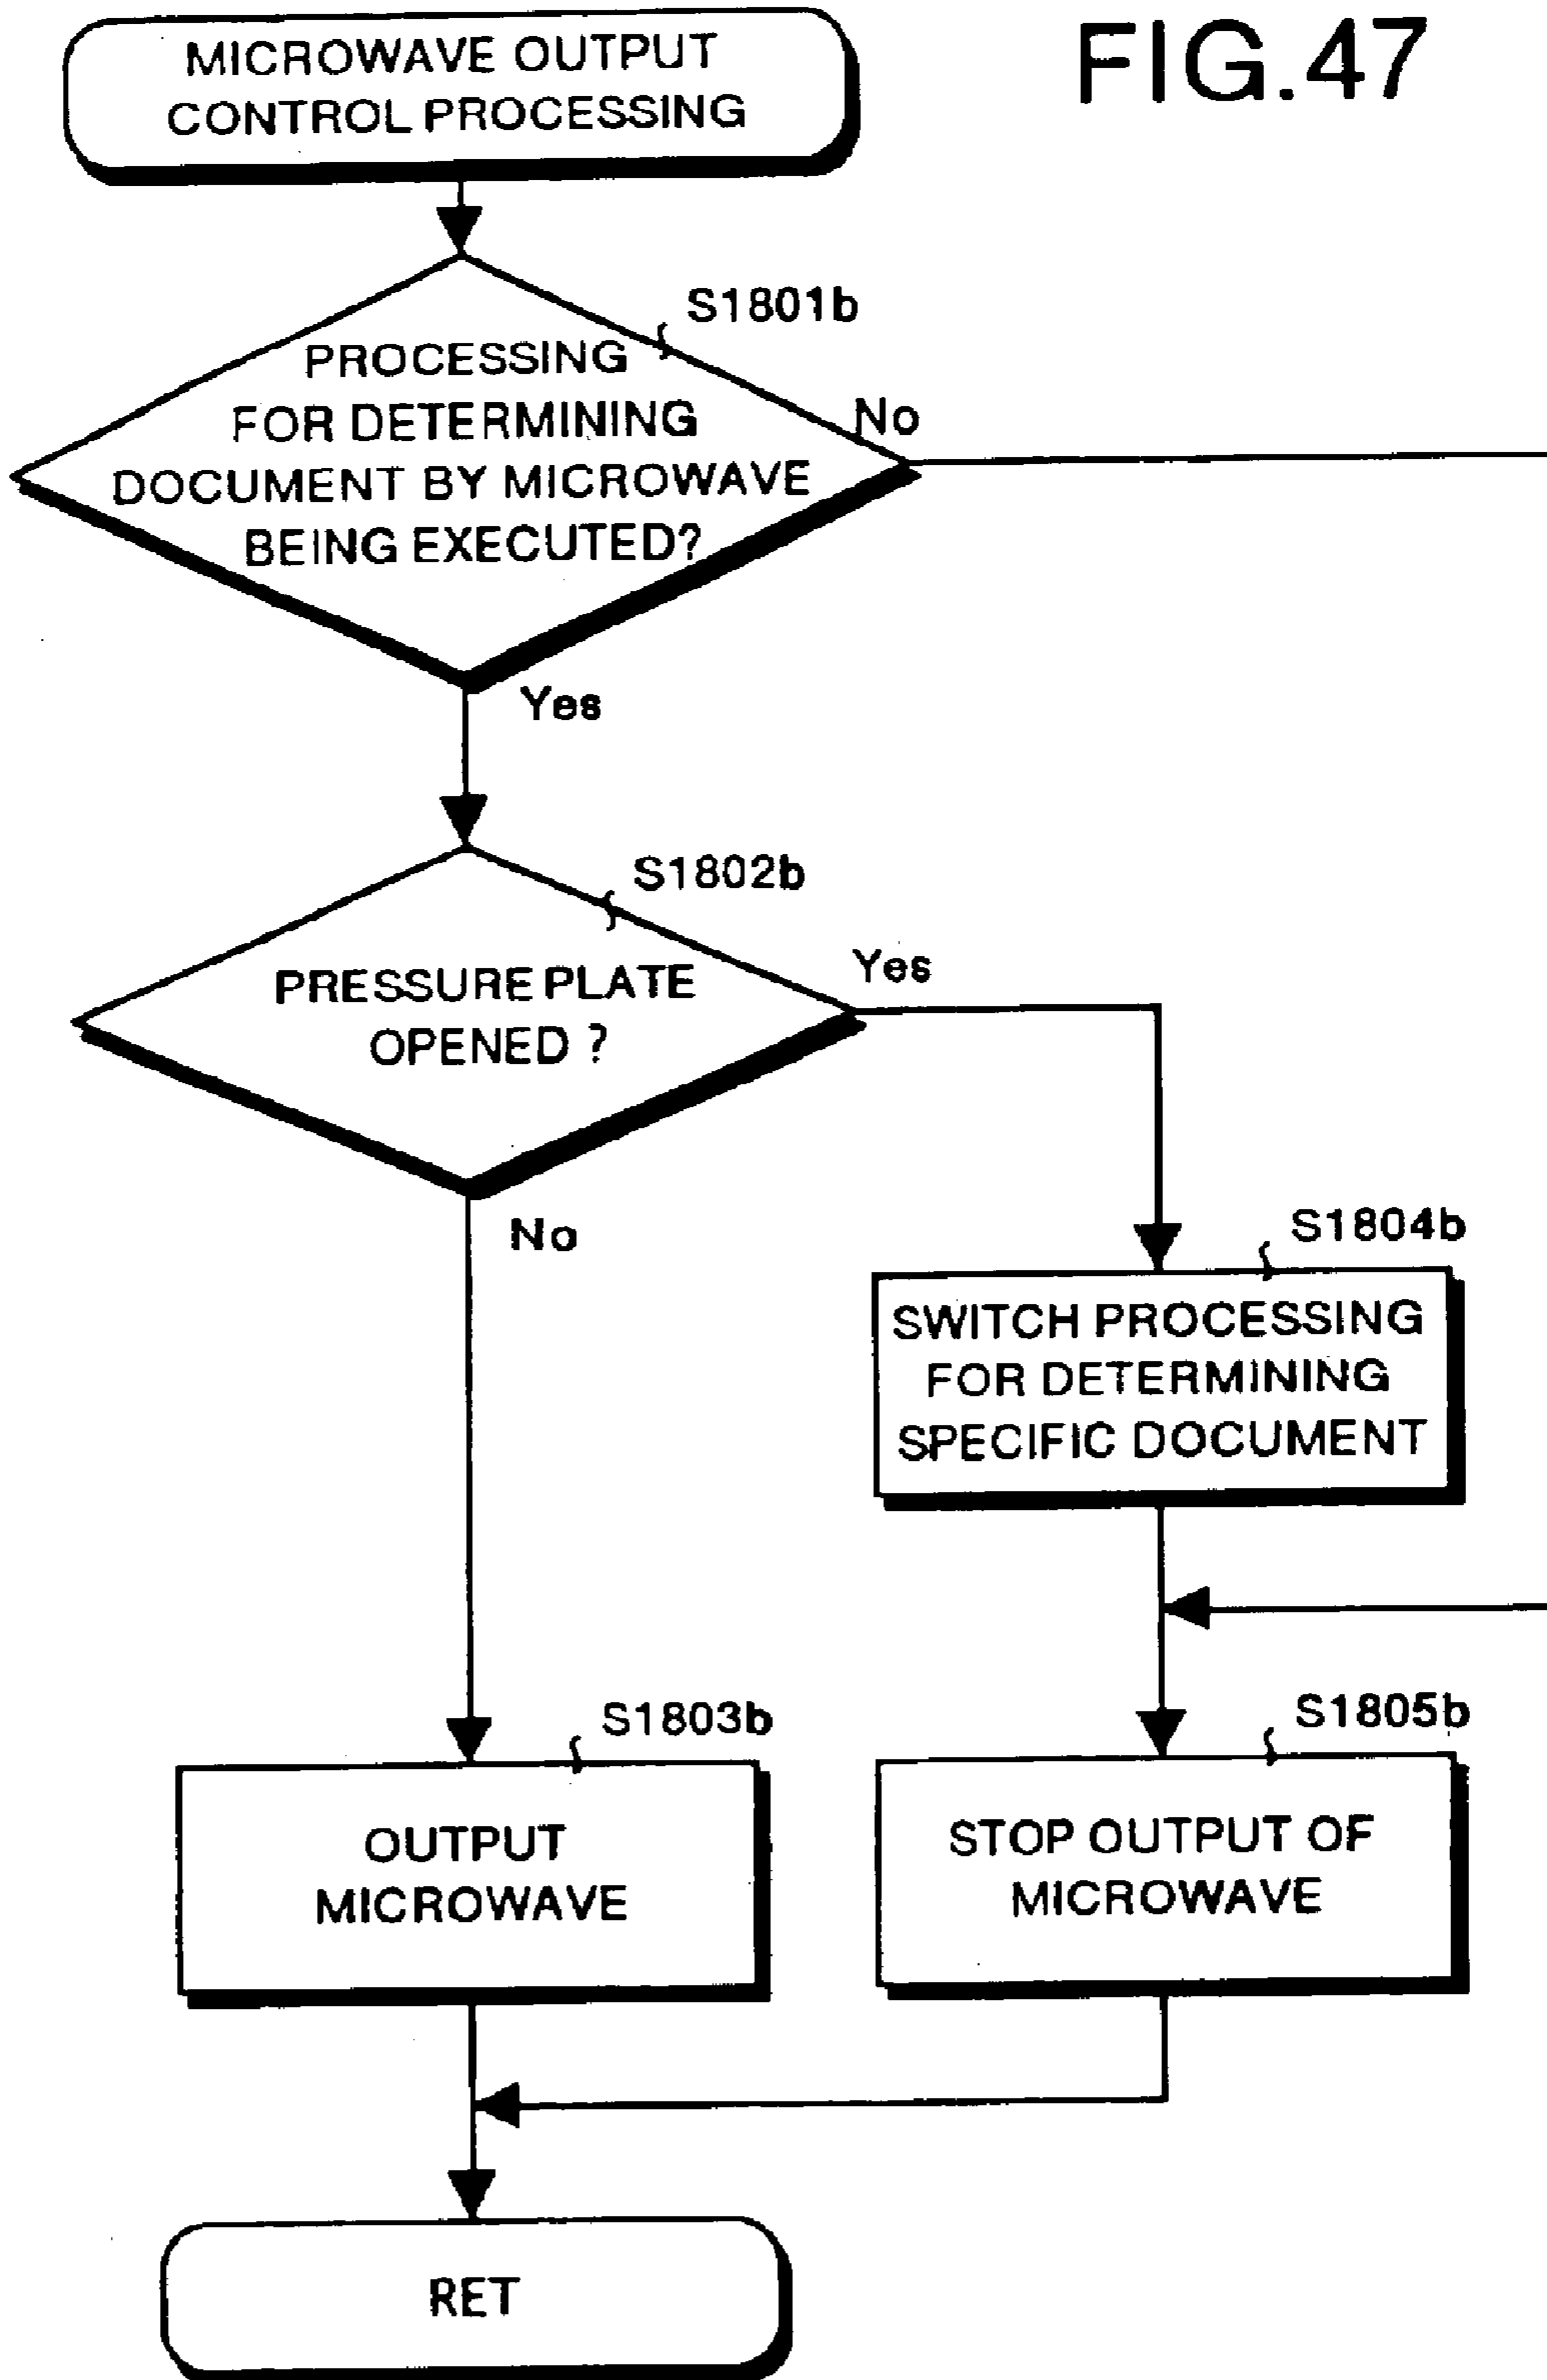 FIG.47
MICROWAVE OUTPUT
CONTROL PROCESSING
S1801b
PROCESSING
FOR DETERMINING
DOCUMENT BY MICROWAVE
BEING EXECUTED?
No
Yes
S1802b
PRESSURE PLATE
OPENED ?
Yes
No
S1804b
SWITCH PROCESSING
FOR DETERMINING
SPECIFIC DOCUMENT
S1803b
OUTPUT
MICROWAVE
S1805b
STOP OUTPUT OF
MICROWAVE
RET